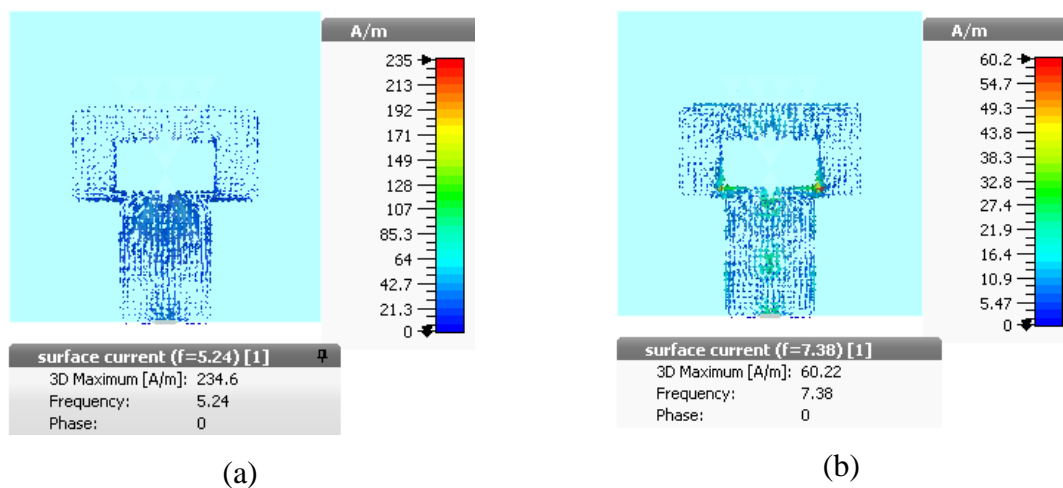 A/m
235
213
192
171
149
128
107
85.3
64
42.7
21.3
0
surface current (f=5.24) [1]
3D Maximum [A/m]: 234.6
Frequency: 5.24
Phase: 0
(a)
A/m
60.2
54.7
49.3
43.8
38.3
32.8
27.4
21.9
16.4
10.9
5.47
0
surface current (f=7.38) [1]
3D Maximum [A/m]: 60.22
Frequency: 7.38
Phase: 0
(b)